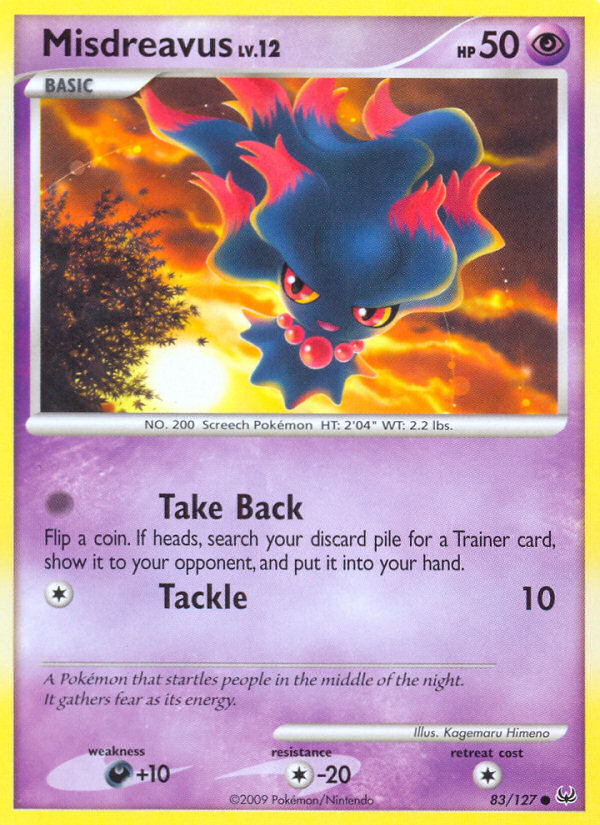 Misdreavus LV.12 HP 50
BASIC
NO. 200 Screech Pokémon HT: 2'04" WT: 2.2 lbs.
Take Back
Flip a coin. If heads, search your discard pile for a Trainer card,
show it to your opponent, and put it into your hand.
Tackle 10
A Pokémon that startles people in the middle of the night.
It gathers fear as its energy.
Illus. Kagemaru Himeno
weakness resistance retreat cost
+10 -20
©2009 Pokémon/Nintendo 83/127